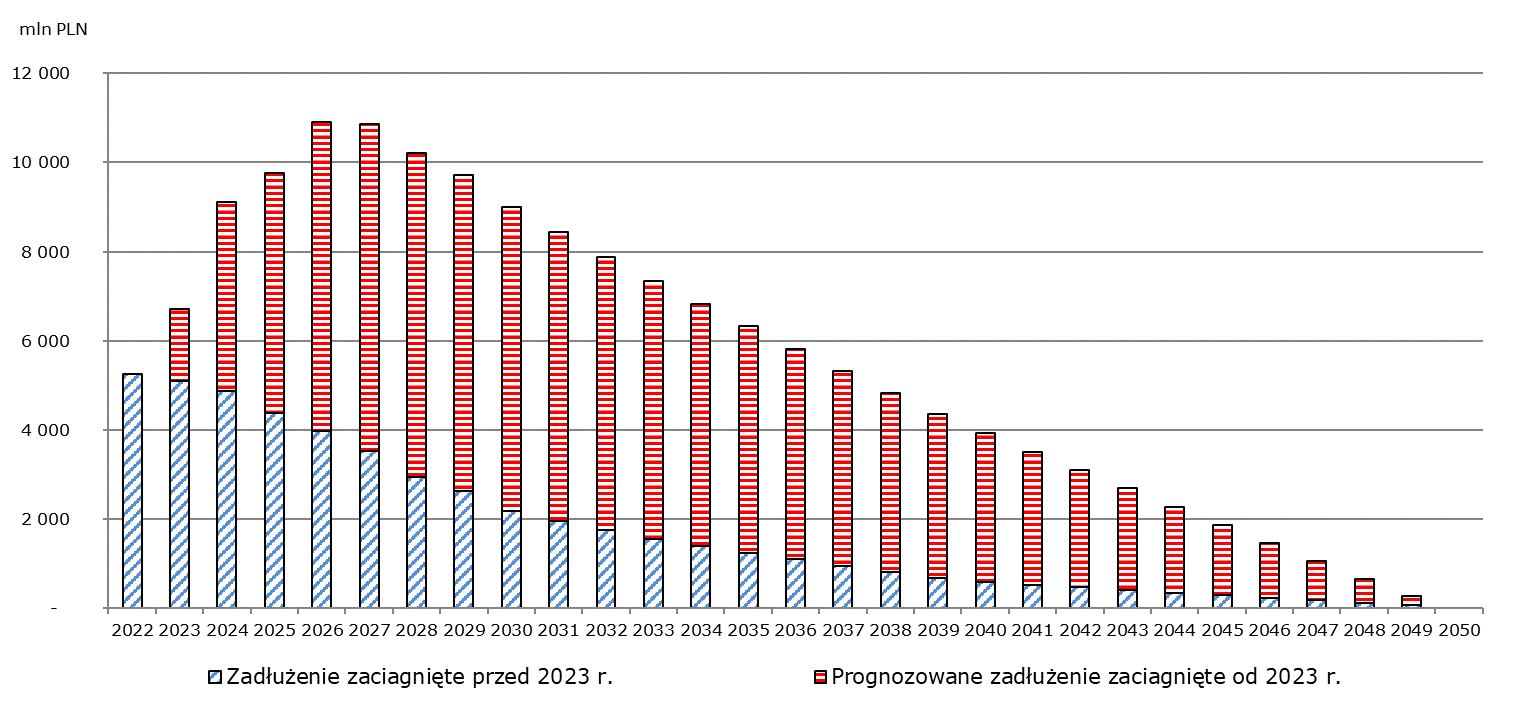 mln PLN
12 000
10 000
8 000
6 000
4 000
2 000
-
2022 2023 2024 2025 2026 2027 2028 2029 2030 2031 2032 2033 2034 2035 2036 2037 2038 2039 2040 2041 2042 2043 2044 2045 2046 2047 2048 2049 2050
Zadłużenie zaciagnięte przed 2023 r. Prognozowane zadłużenie zaciagnięte od 2023 r.